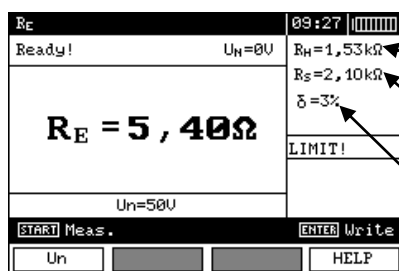 RE 09:27
Ready! UN=0V RH=1,53kΩ
RS=2,10kΩ
δ=3%
RE = 5,40Ω
LIMIT!
Un=50V
START Meas. ENTER Write
Un HELP